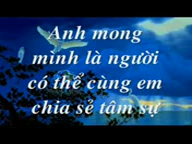 Anh mong
mình là người
có thể cùng em
chia sẻ tâm sự